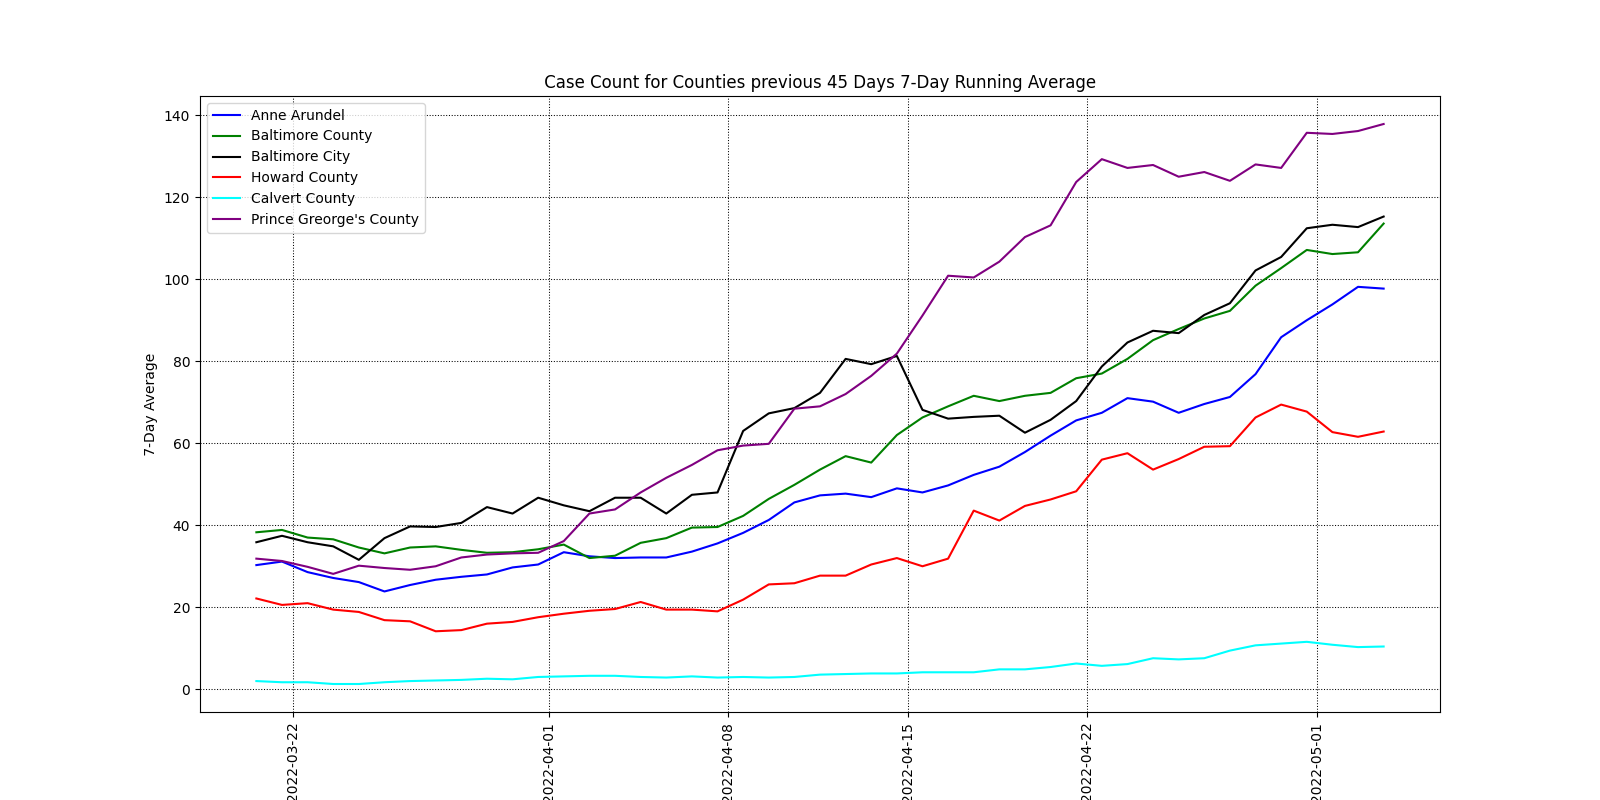 Case Count for Counties previous 45 Days 7-Day Running Average
Anne Arundel
Baltimore County
Baltimore City
Howard County
Calvert County
Prince Greorge's County
7-Day Average
140
120
100
80
60
40
20
0
2022-03-22
2022-04-01
2022-04-08
2022-04-15
2022-04-22
2022-05-01